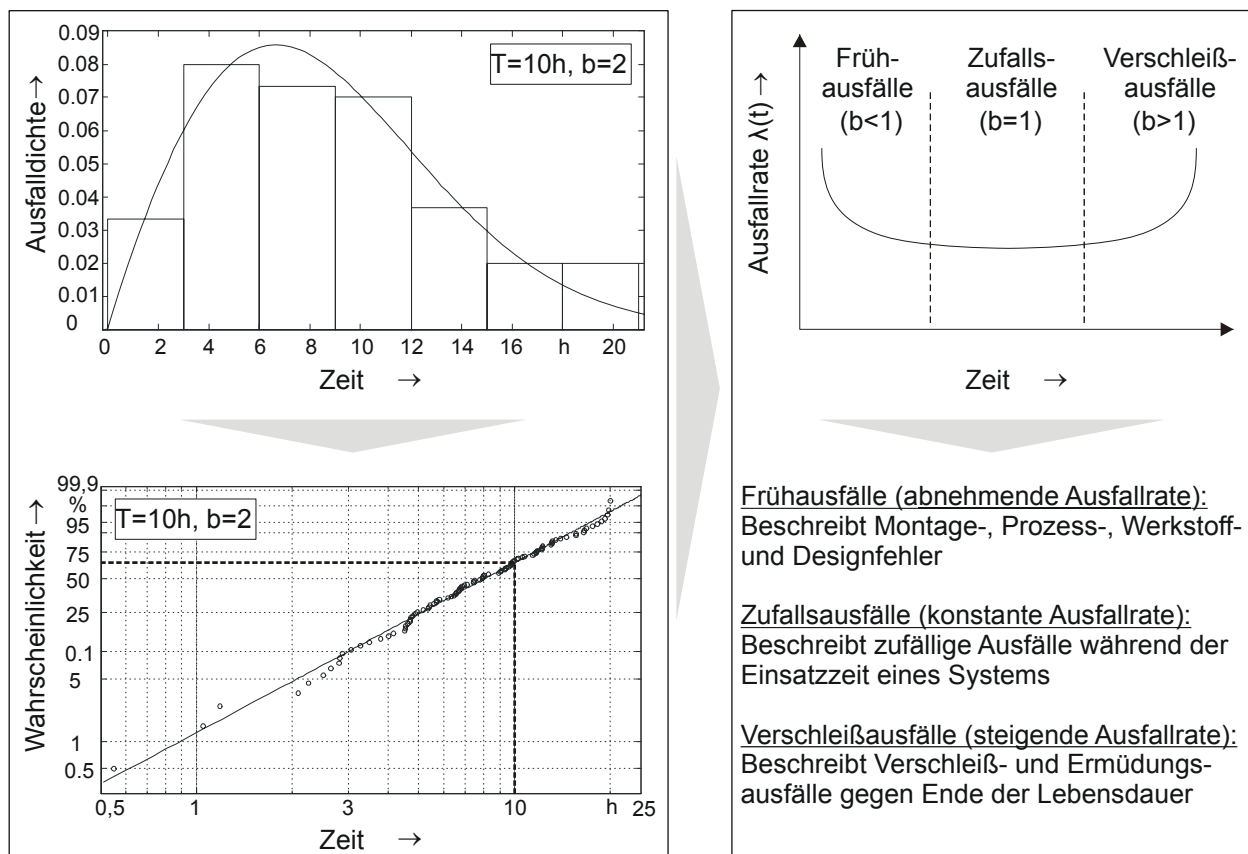 0.09
0.08
0.07
0.06
0.05
0.04
0.03
0.02
0.01
0
Ausfalldichte→
T=10h, b=2
0 2 4 6 8 10 12 14 16 h 20
Zeit →
99,9
%
95
75
50
25
0.1
5
1
0.5
Wahrscheinlichkeit→
T=10h, b=2
0,5 1 3 10 h 25
Zeit →
Ausfallrate λ(t) →
Früh-
ausfälle
(b<1)
Zufalls-
ausfälle
(b=1)
Verschleiß-
ausfälle
(b>1)
Zeit →
Frühausfälle (abnehmende Ausfallrate):
Beschreibt Montage-, Prozess-, Werkstoff-
und Designfehler
Zufallsausfälle (konstante Ausfallrate):
Beschreibt zufällige Ausfälle während der
Einsatzzeit eines Systems
Verschleißausfälle (steigende Ausfallrate):
Beschreibt Verschleiß- und Ermüdungs-
ausfälle gegen Ende der Lebensdauer